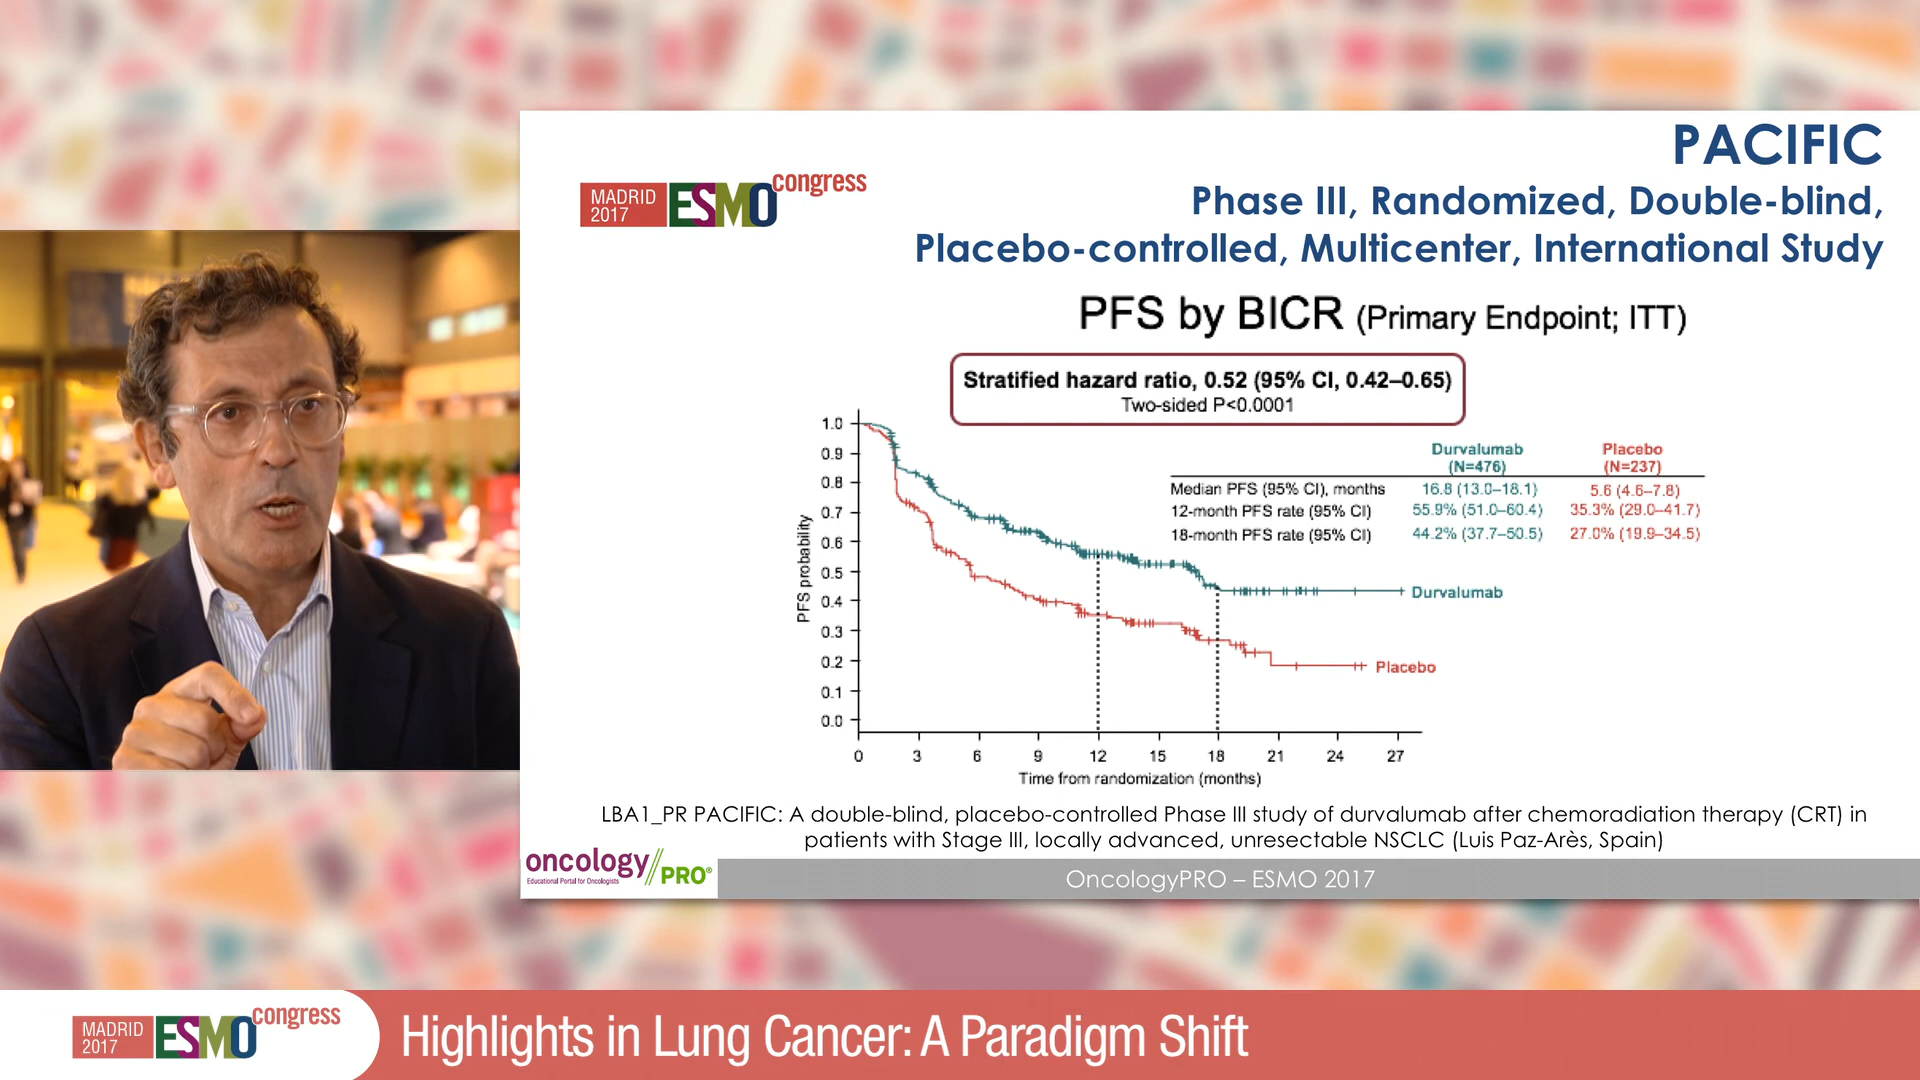 PACIFIC
Phase III, Randomized, Double-blind,
Placebo-controlled, Multicenter, International Study
MADRID
2017
ESMO
congress
PFS by BICR (Primary Endpoint; ITT)
Stratified hazard ratio, 0.52 (95% CI, 0.42–0.65)
Two-sided P<0.0001
Durvalumab Placebo
(N=476) (N=237)
Median PFS (95% CI), months 16.8 (13.0–18.1) 5.6 (4.6–7.8)
12-month PFS rate (95% CI) 55.9% (51.0–60.4) 35.3% (29.0–41.7)
18-month PFS rate (95% CI) 44.2% (37.7–50.5) 27.0% (19.9–34.5)
PFS probability
1.0
0.9
0.8
0.7
0.6
0.5
0.4
0.3
0.2
0.1
0.0
Durvalumab
Placebo
0 3 6 9 12 15 18 21 24 27
Time from randomization (months)
LBA1_PR PACIFIC: A double-blind, placebo-controlled Phase III study of durvalumab after chemoradiation therapy (CRT) in
patients with Stage III, locally advanced, unresectable NSCLC (Luis Paz-Arès, Spain)
oncology//PRO®
Educational Portal for Oncologists
OncologyPRO – ESMO 2017
MADRID
2017
ESMO
congress
Highlights in Lung Cancer: A Paradigm Shift